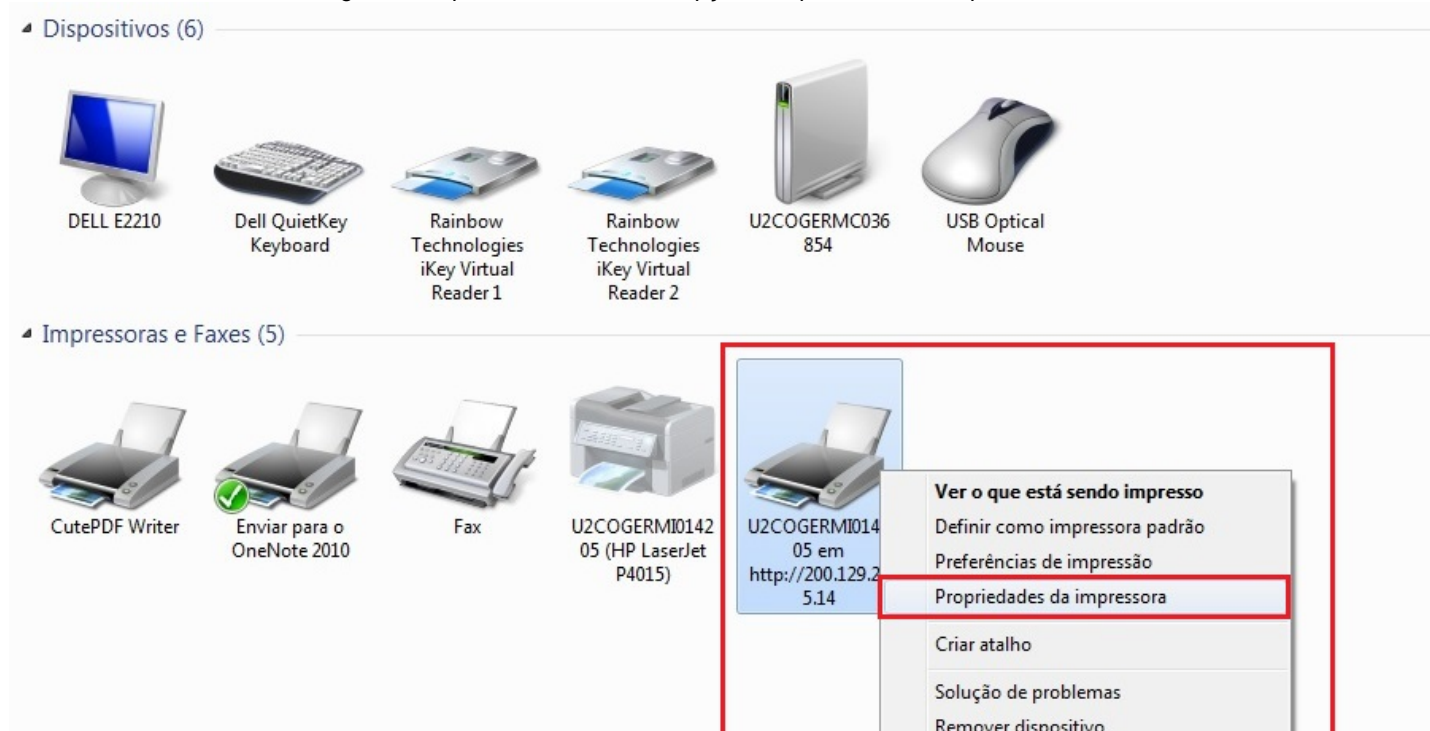 Dispositivos (6)
DELL E2210
Dell QuietKey
Keyboard
Rainbow
Technologies
iKey Virtual
Reader 1
Rainbow
Technologies
iKey Virtual
Reader 2
U2COGERMC036
854
USB Optical
Mouse
Impressoras e Faxes (5)
CutePDF Writer
Enviar para o
OneNote 2010
Fax
U2COGERMI0142
05 (HP LaserJet
P4015)
U2COGERMI014
05 em
http://200.129.2
5.14
Ver o que está sendo impresso
Definir como impressora padrão
Preferências de impressão
Propriedades da impressora
Criar atalho
Solução de problemas
Remover dispositivo